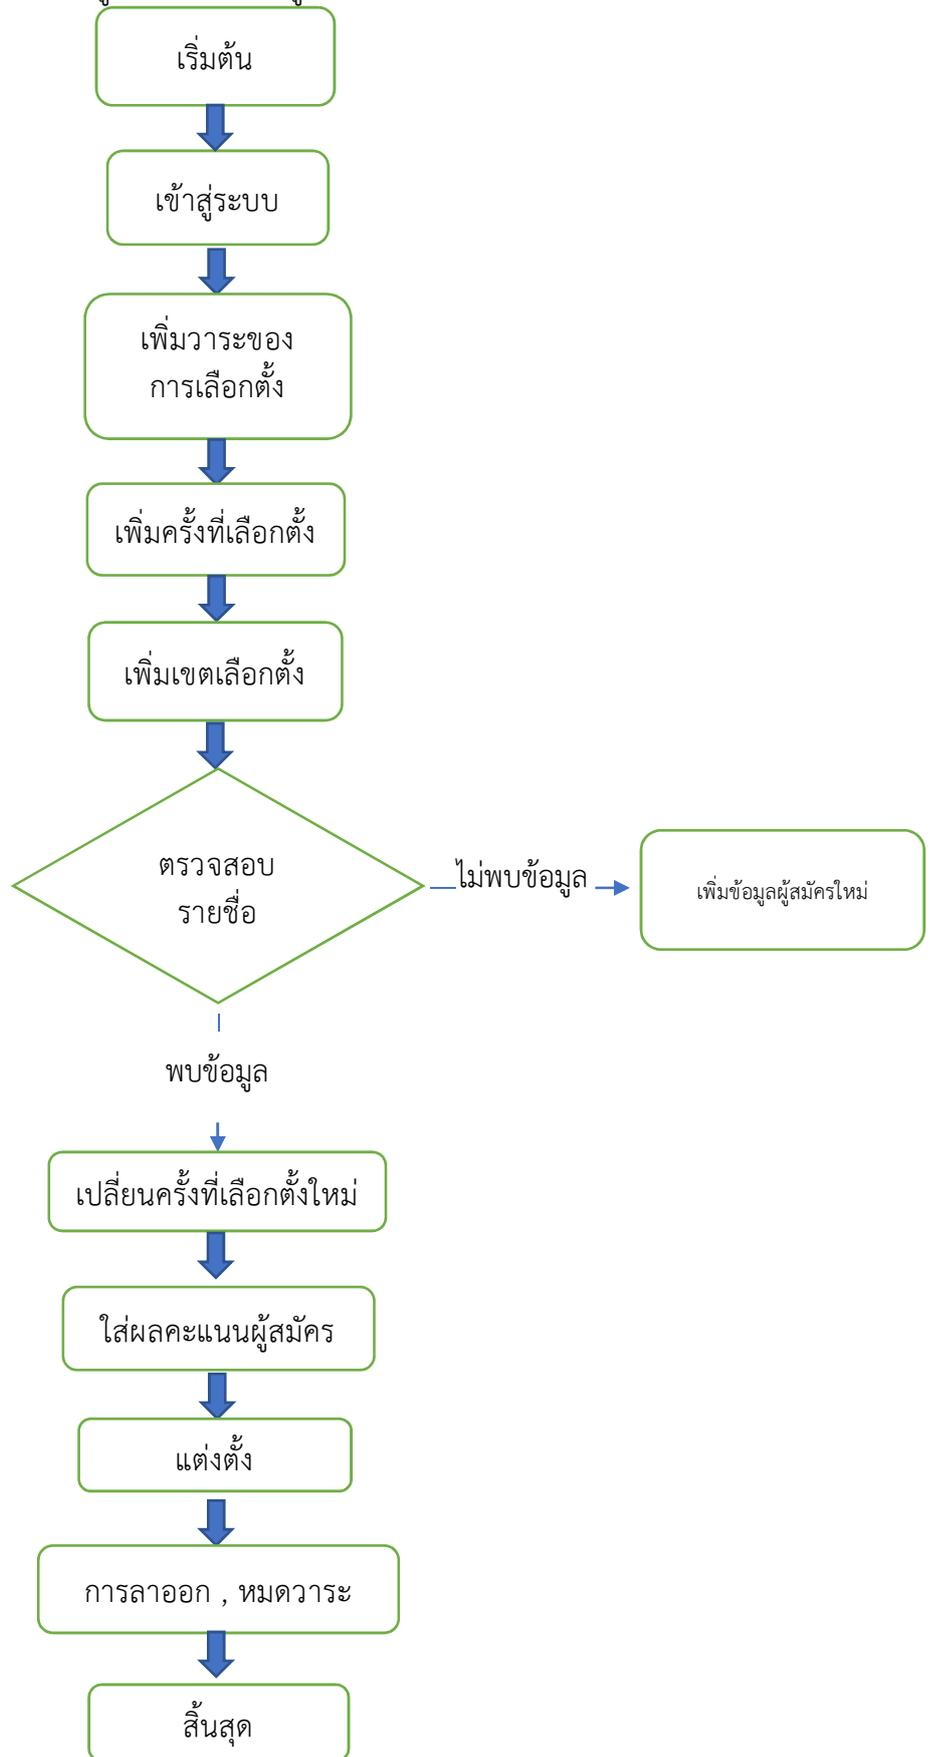 เริ่มต้น
เข้าสู่ระบบ
เพิ่มวาระของ
การเลือกตั้ง
เพิ่มครั้งที่เลือกตั้ง
เพิ่มเขตเลือกตั้ง
ตรวจสอบ
รายชื่อ
ไม่พบข้อมูล
เพิ่มข้อมูลผู้สมัครใหม่
พบข้อมูล
เปลี่ยนครั้งที่เลือกตั้งใหม่
ใส่ผลคะแนนผู้สมัคร
แต่งตั้ง
การลาออก , หมดวาระ
สิ้นสุด